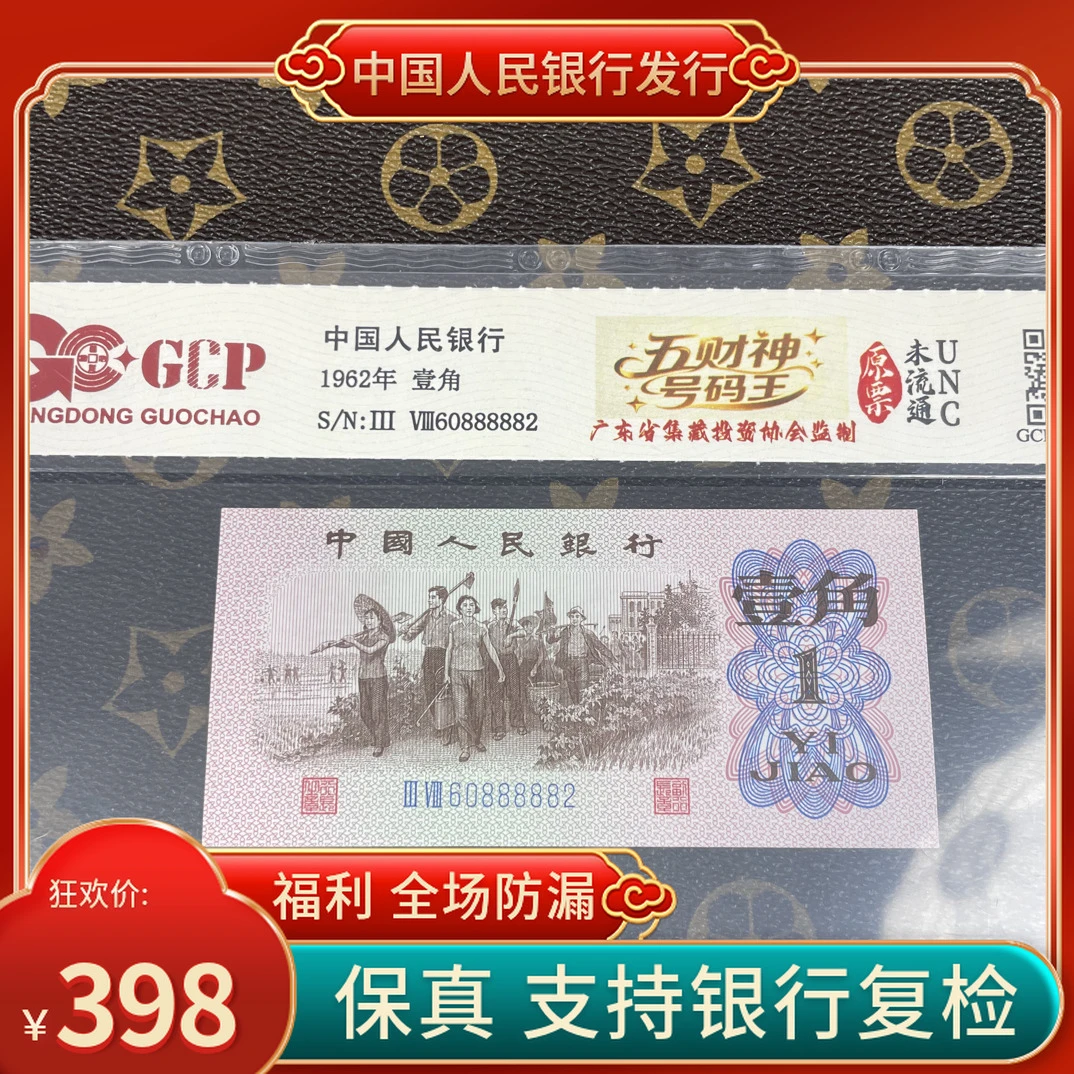 中国人民银行发行
GCP
NGDONG GUOCHAO
中国人民银行
1962年 壹角
S/N:III VIII60888882
五财神
号码王
广东省集藏投资协会监制
原票
未流通
UNC
GC
中國人民銀行
壹角
1
YI
JIAO
III VIII 60888882
福利 全场防漏
狂欢价:
¥398
保真 支持银行复检